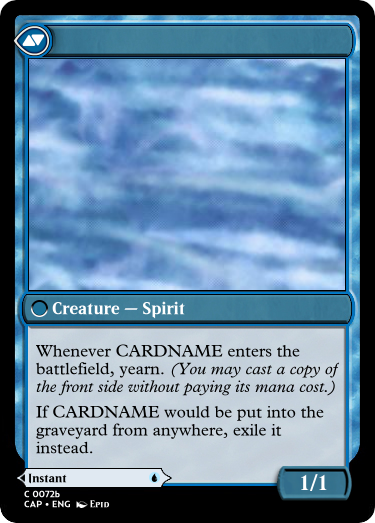 Creature — Spirit
Whenever CARDNAME enters the
battlefield, yearn. (You may cast a copy of
the front side without paying its mana cost.)
If CARDNAME would be put into the
graveyard from anywhere, exile it
instead.
Instant
1/1
C 0072b
CAP • ENG Epid